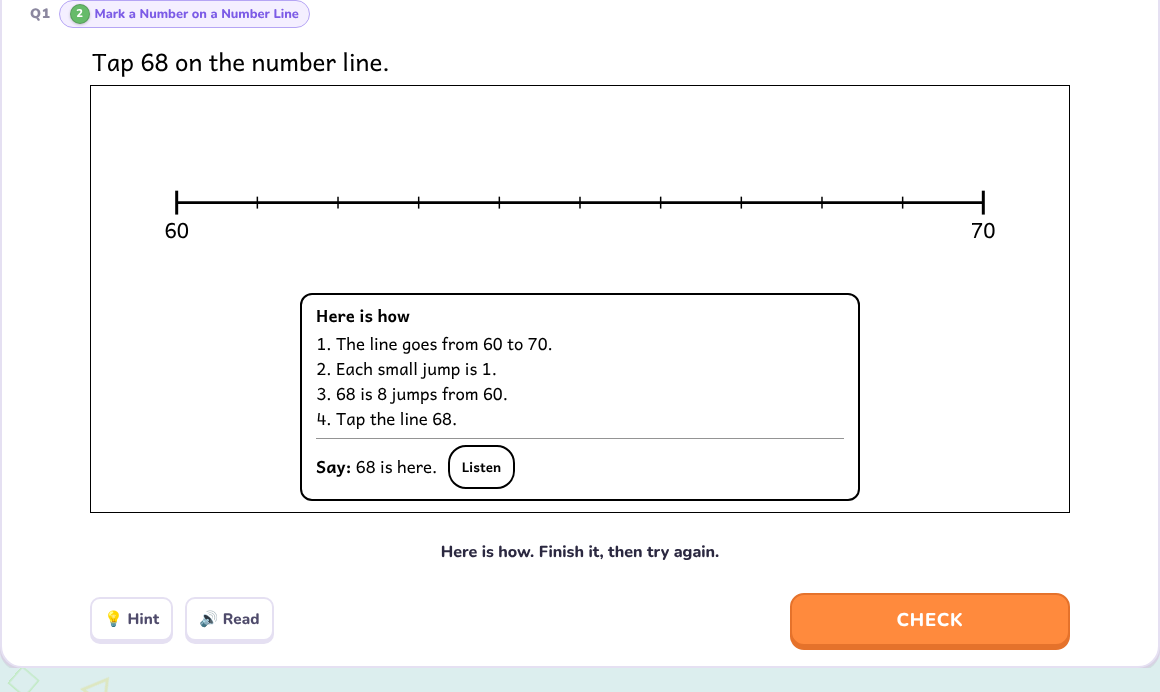 Q1 2 Mark a Number on a Number Line
Tap 68 on the number line.
60 70
Here is how
1. The line goes from 60 to 70.
2. Each small jump is 1.
3. 68 is 8 jumps from 60.
4. Tap the line 68.
Say: 68 is here. Listen
Here is how. Finish it, then try again.
Hint Read CHECK